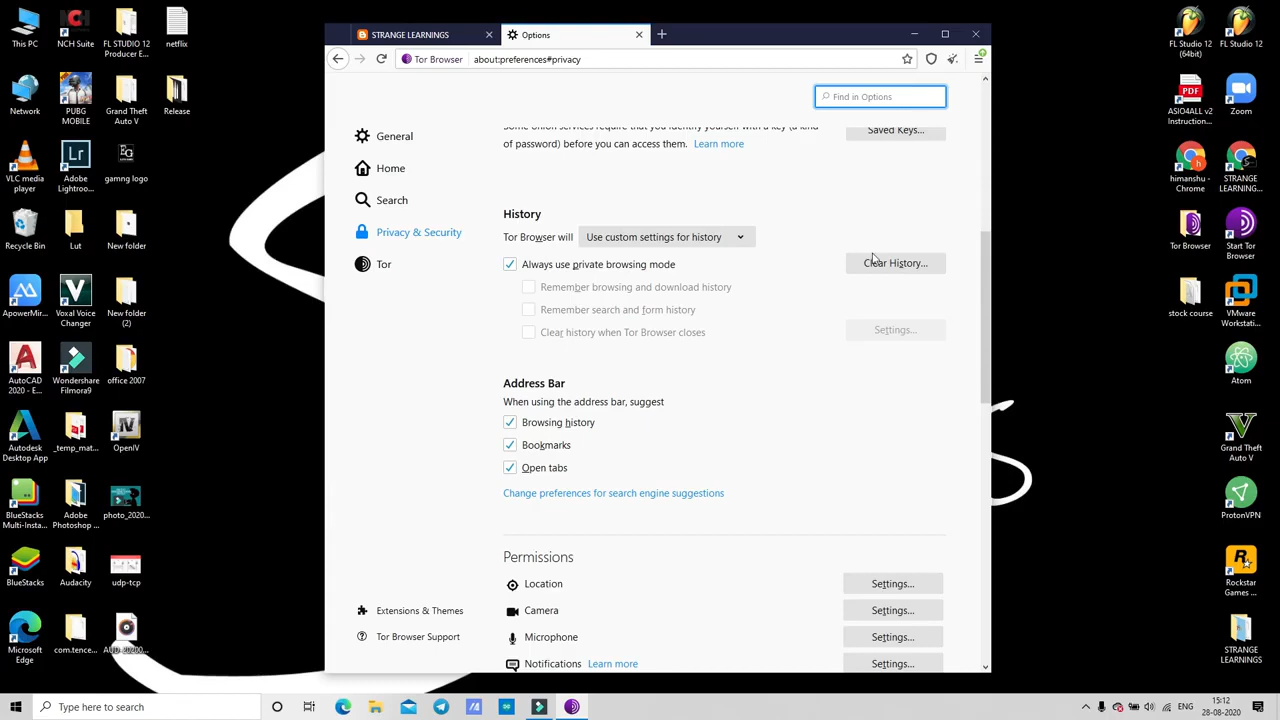 This PC
NCH Suite
FL STUDIO 12
Producer E...
netflix
Network
PUBG
MOBILE
Grand Theft
Auto V
Release
VLC media
player
Adobe
Lightroo...
gamng logo
Recycle Bin
Lut
New folder
ApowerMir...
Voxal Voice
Changer
New folder
(2)
AutoCAD
2020 - E...
Wondershare
Filmora9
office 2007
Autodesk
Desktop App
_temp_mat...
OpenIV
BlueStacks
Multi-Insta...
Adobe
Photoshop ...
photo_2020...
BlueStacks
Audacity
udp-tcp
Microsoft
Edge
com.tence...
STRANGE LEARNINGS
Options
Tor Browser
about:preferences#privacy
Find in Options
General
Home
Search
Privacy & Security
Tor
Extensions & Themes
Tor Browser Support
Some onion services require that you identify yourself with a key (a kind
of password) before you can access them. Learn more
Saved Keys...
History
Tor Browser will Use custom settings for history
Always use private browsing mode
Clear History...
Remember browsing and download history
Remember search and form history
Clear history when Tor Browser closes
Settings...
Address Bar
When using the address bar, suggest
Browsing history
Bookmarks
Open tabs
Change preferences for search engine suggestions
Permissions
Location Settings...
Camera Settings...
Microphone Settings...
Notifications Learn more Settings...
FL Studio 12
(64bit)
FL Studio 12
PDF
ASIO4ALL v2
Instruction...
Zoom
himanshu -
Chrome
STRANGE
LEARNING...
Tor Browser
Start Tor
Browser
stock course
VMware
Workstati...
Atom
Grand Theft
Auto V
ProtonVPN
Rockstar
Games ...
STRANGE
LEARNINGS
Type here to search
ENG
15:12
28-08-2020